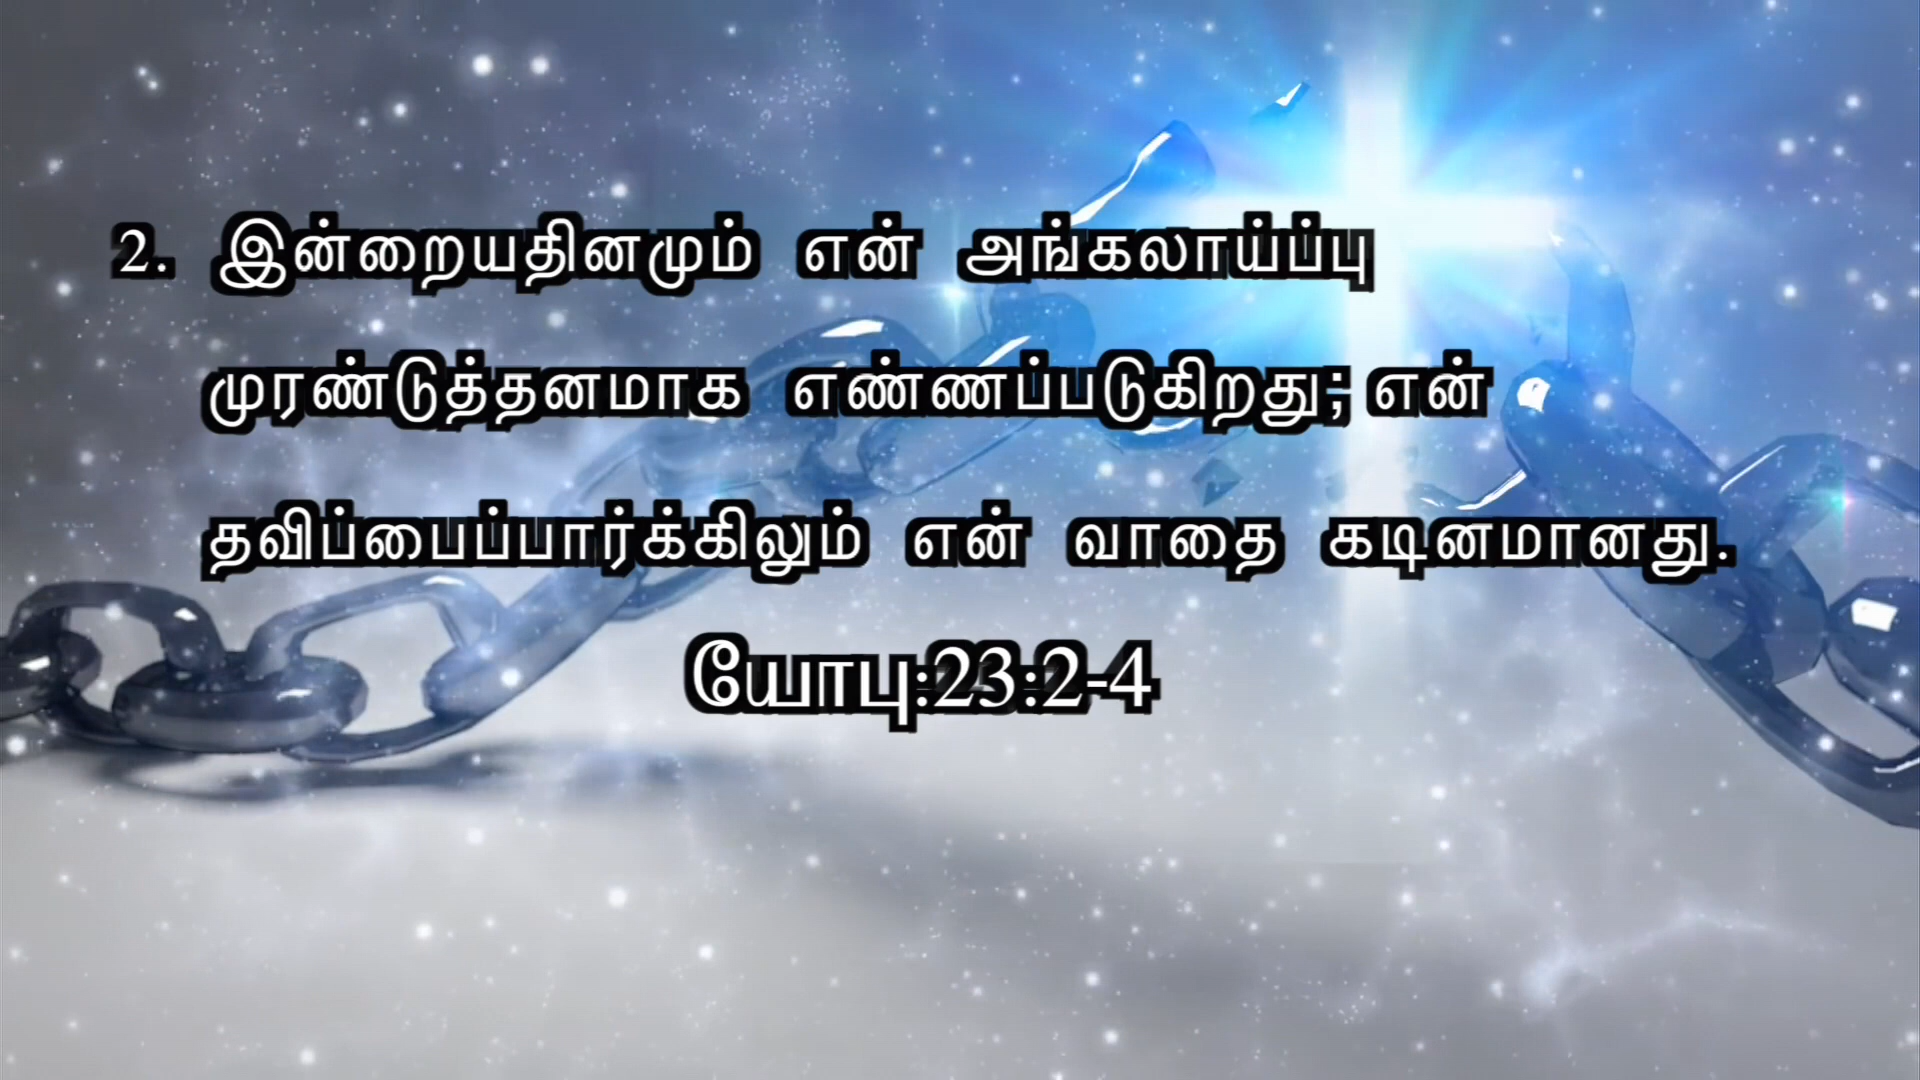 2. இன்றையதினமும் என் அங்கலாய்ப்பு
முரண்டுத்தனமாக எண்ணப்படுகிறது; என்
தவிப்பைப்பார்க்கிலும் என் வாதை கடினமானது.
யோபு:23:2-4